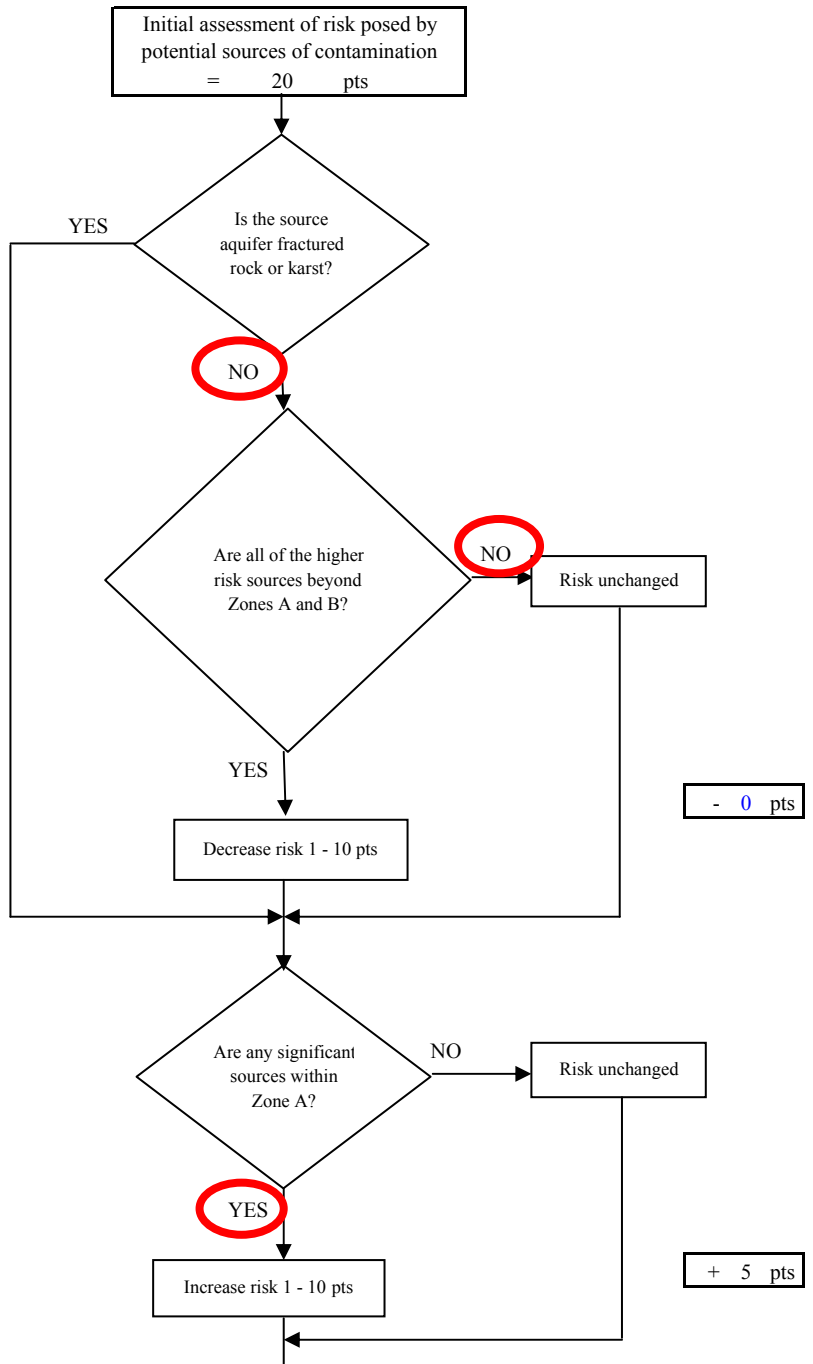 Initial assessment of risk posed by
potential sources of contamination
= 20 pts
YES
Is the source
aquifer fractured
rock or karst?
NO
Are all of the higher
risk sources beyond
Zones A and B?
NO
Risk unchanged
YES
- 0 pts
Decrease risk 1 - 10 pts
Are any significant
sources within
Zone A?
NO
Risk unchanged
YES
Increase risk 1 - 10 pts
+ 5 pts